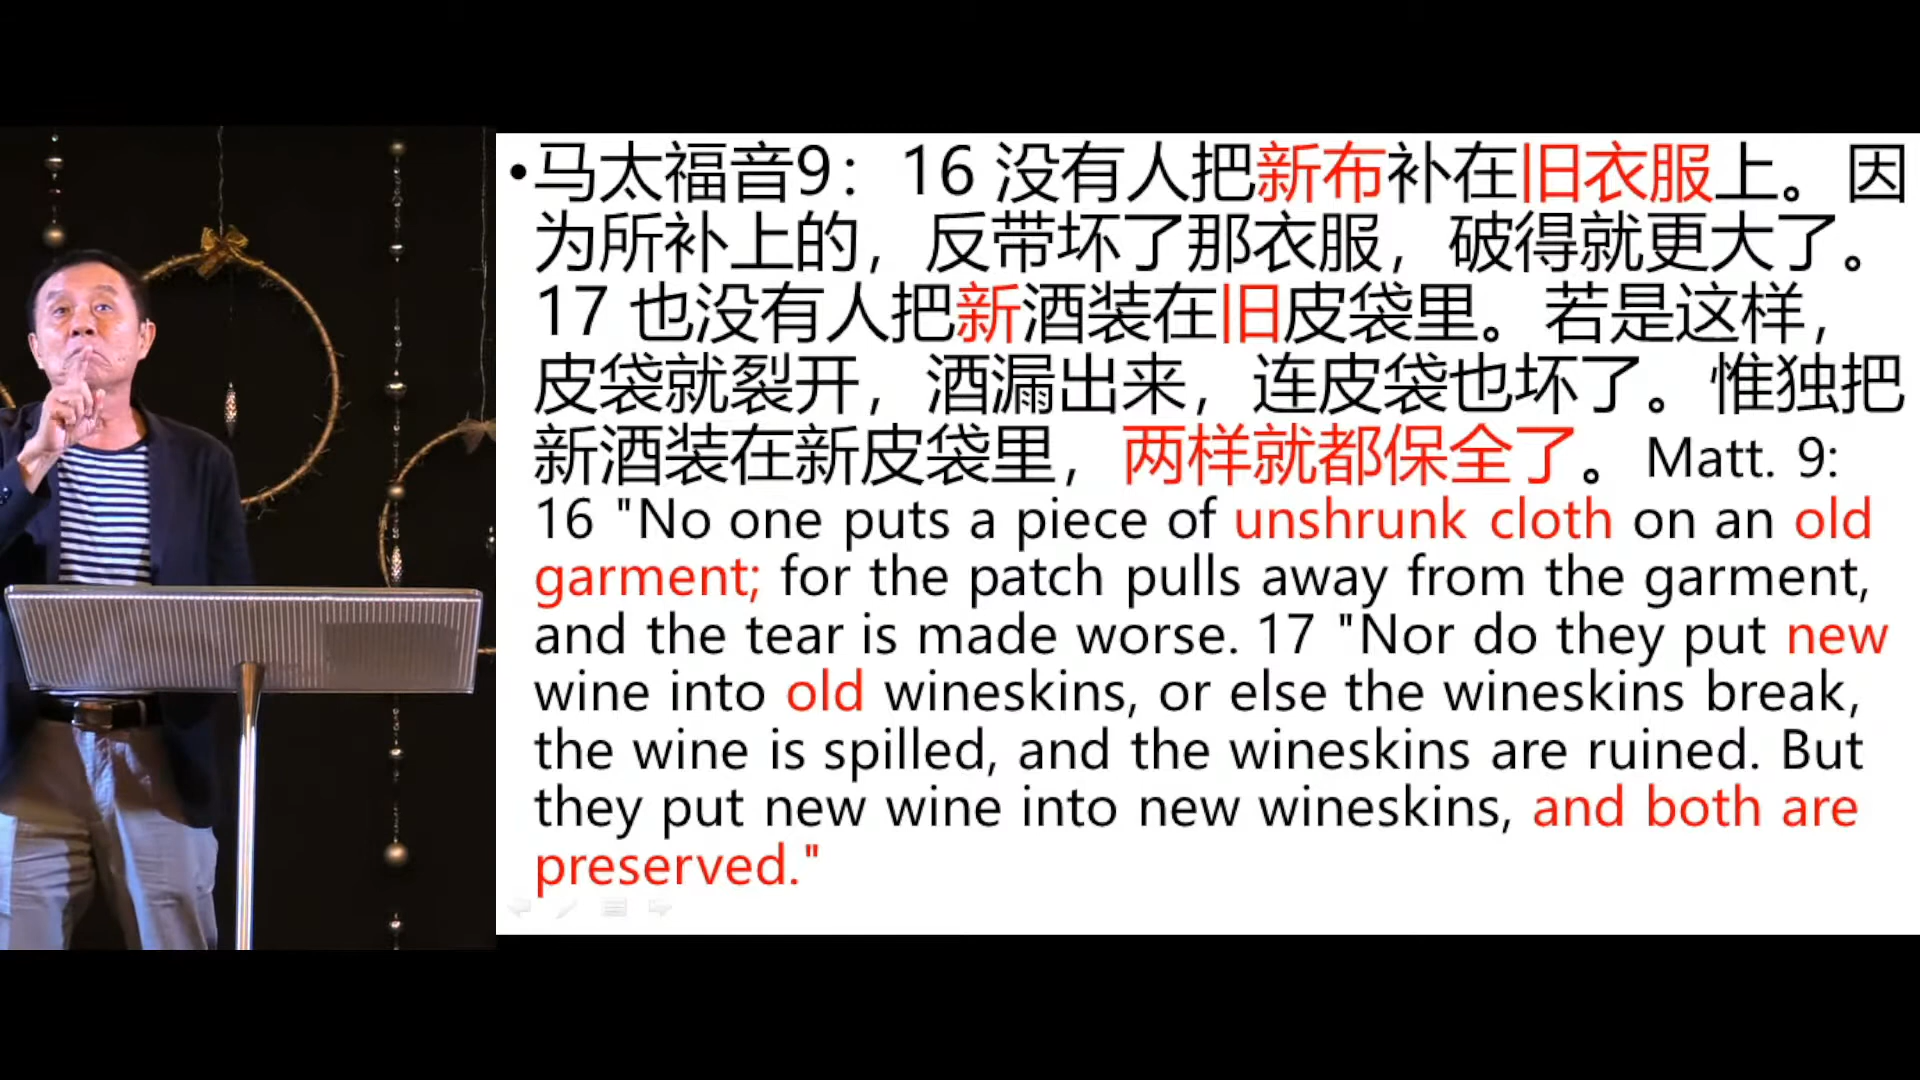 •马太福音9：16 没有人把新布补在旧衣服上。因
为所补上的，反带坏了那衣服，破得就更大了。
17 也没有人把新酒装在旧皮袋里。若是这样，
皮袋就裂开，酒漏出来，连皮袋也坏了。惟独把
新酒装在新皮袋里，两样就都保全了。Matt. 9:
16 "No one puts a piece of unshrunk cloth on an old
garment; for the patch pulls away from the garment,
and the tear is made worse. 17 "Nor do they put new
wine into old wineskins, or else the wineskins break,
the wine is spilled, and the wineskins are ruined. But
they put new wine into new wineskins, and both are
preserved."